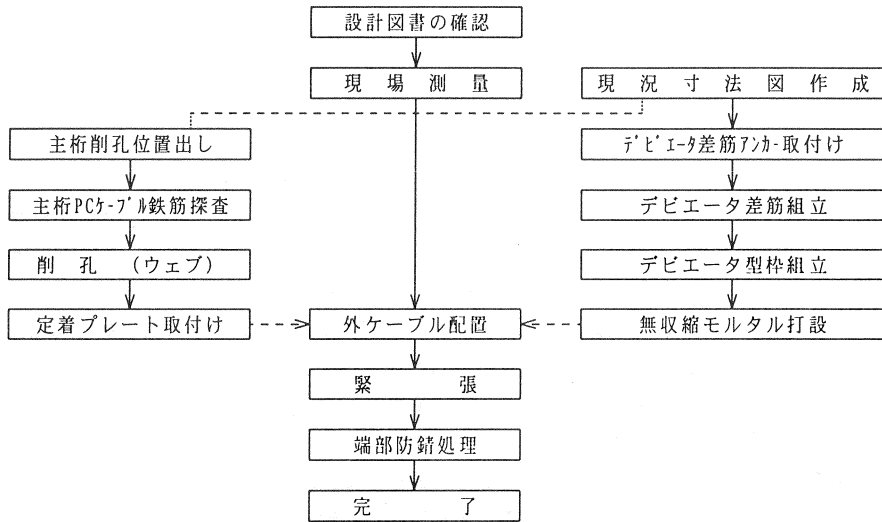 設計図書の確認
現場測量
現況寸法図作成
主桁削孔位置出し
デビエータ差筋アンカー取付け
主桁PCケーブル鉄筋探査
デビエータ差筋組立
削孔（ウェブ）
デビエータ型枠組立
定着プレート取付け
外ケーブル配置
無収縮モルタル打設
緊張
端部防錆処理
完了